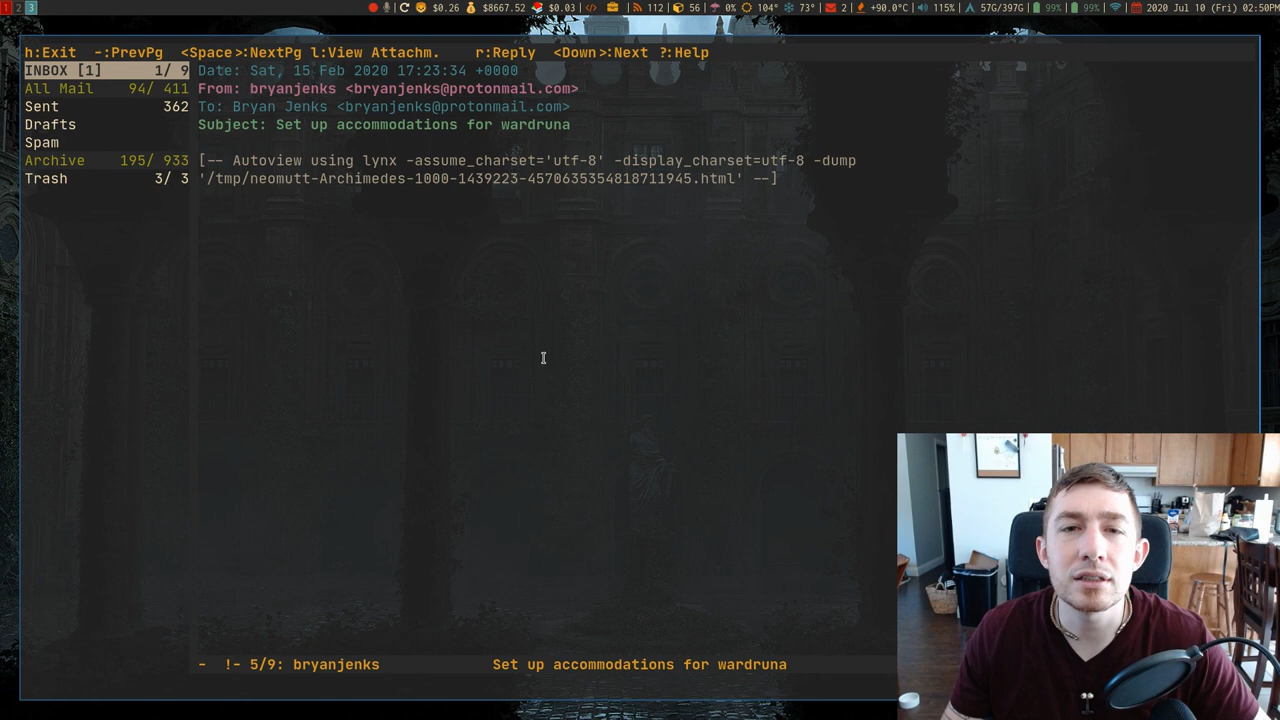 1 2 3 $0.26 $8667.52 $0.03 112 56 0% 104° 73° +90.0°C 115% 2 57G/397G 99% 99% 2020 Jul 10 (Fri) 02:50PM
h:Exit -:PrevPg <Space>:NextPg l:View Attachm. r:Reply <Down>:Next ?:Help
INBOX [1] 1/ 9 Date: Sat, 15 Feb 2020 17:23:34 +0000
All Mail 94/ 411 From: bryanjenks <bryanjenks@protonmail.com>
Sent 362 To: Bryan Jenks <bryanjenks@protonmail.com>
Drafts Subject: Set up accommodations for wardruna
Spam
Archive 195/ 933 [-- Autoview using lynx -assume_charset='utf-8' -display_charset=utf-8 -dump
Trash 3/ 3 '/tmp/neomutt-Archimedes-1000-1439223-4570635354818711945.html' --]
- !- 5/9: bryanjenks Set up accommodations for wardruna